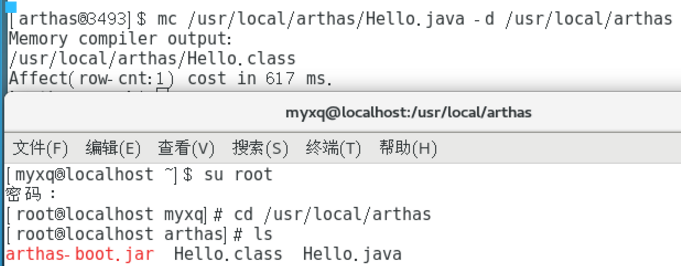 [arthas@3493]$ mc /usr/local/arthas/Hello.java -d /usr/local/arthas
Memory compiler output:
/usr/local/arthas/Hello.class
Affect(row-cnt:1) cost in 617 ms.
myxq@localhost:/usr/local/arthas
文件(F) 编辑(E) 查看(V) 搜索(S) 终端(T) 帮助(H)
[myxq@localhost ~]$ su root
密码：
[root@localhost myxq]# cd /usr/local/arthas
[root@localhost arthas]# ls
arthas-boot.jar Hello.class Hello.java